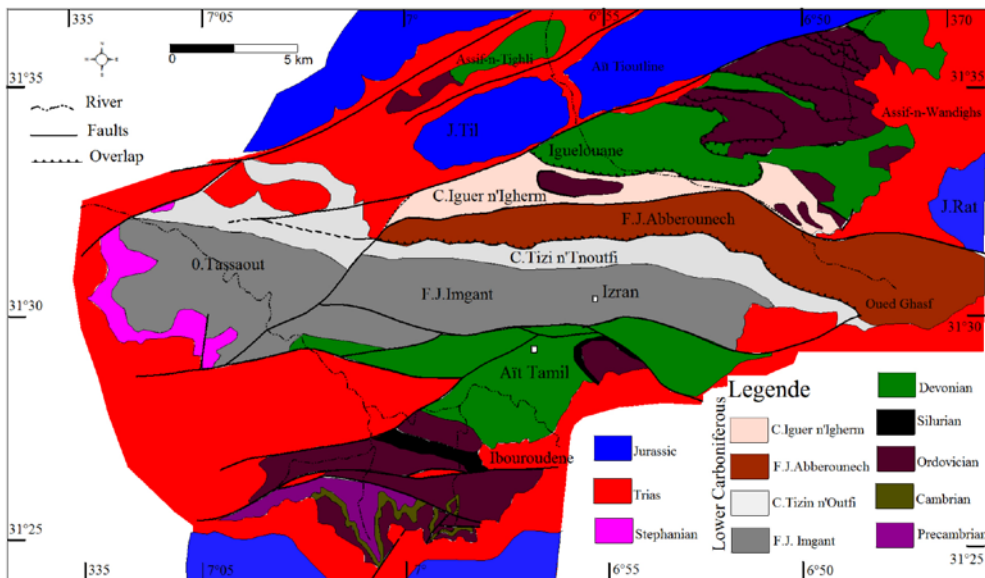 335 7°05 7° 6°55 6°50 370
Assif-n-Tighli
Aït Tioutline
5 km
0
31°35
31°35
River
Faults
Overlap
J.Til
Assif-n-Wandighs
Iguelouane
C.Iguer n'Igherm
F.J.Abberounech
J.Rat
C.Tizi n'Tnoutfi
0.Tassaout
F.J.Imgant
Izran
Oued Ghasf
31°30
31°30
Aït Tamil
Ibouroudene
Legende
Lower Carboniferous
C.Iguer n'Igherm
F.J.Abberounech
C.Tizin n'Outfi
F.J. Imgant
Devonian
Silurian
Ordovician
Cambrian
Precambrian
Jurassic
Trias
Stephanian
31°25
31°25
335 7°05 7° 6°55 6°50